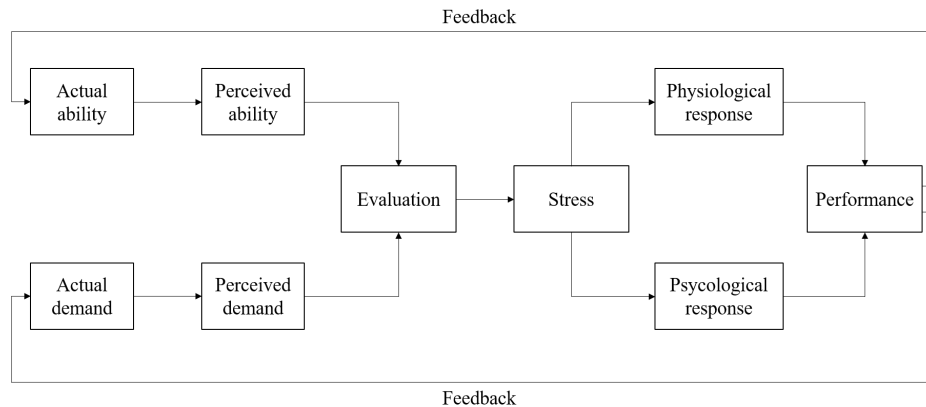 Feedback
Actual
ability
Perceived
ability
Physiological
response
Evaluation
Stress
Performance
Actual
demand
Perceived
demand
Psycological
response
Feedback